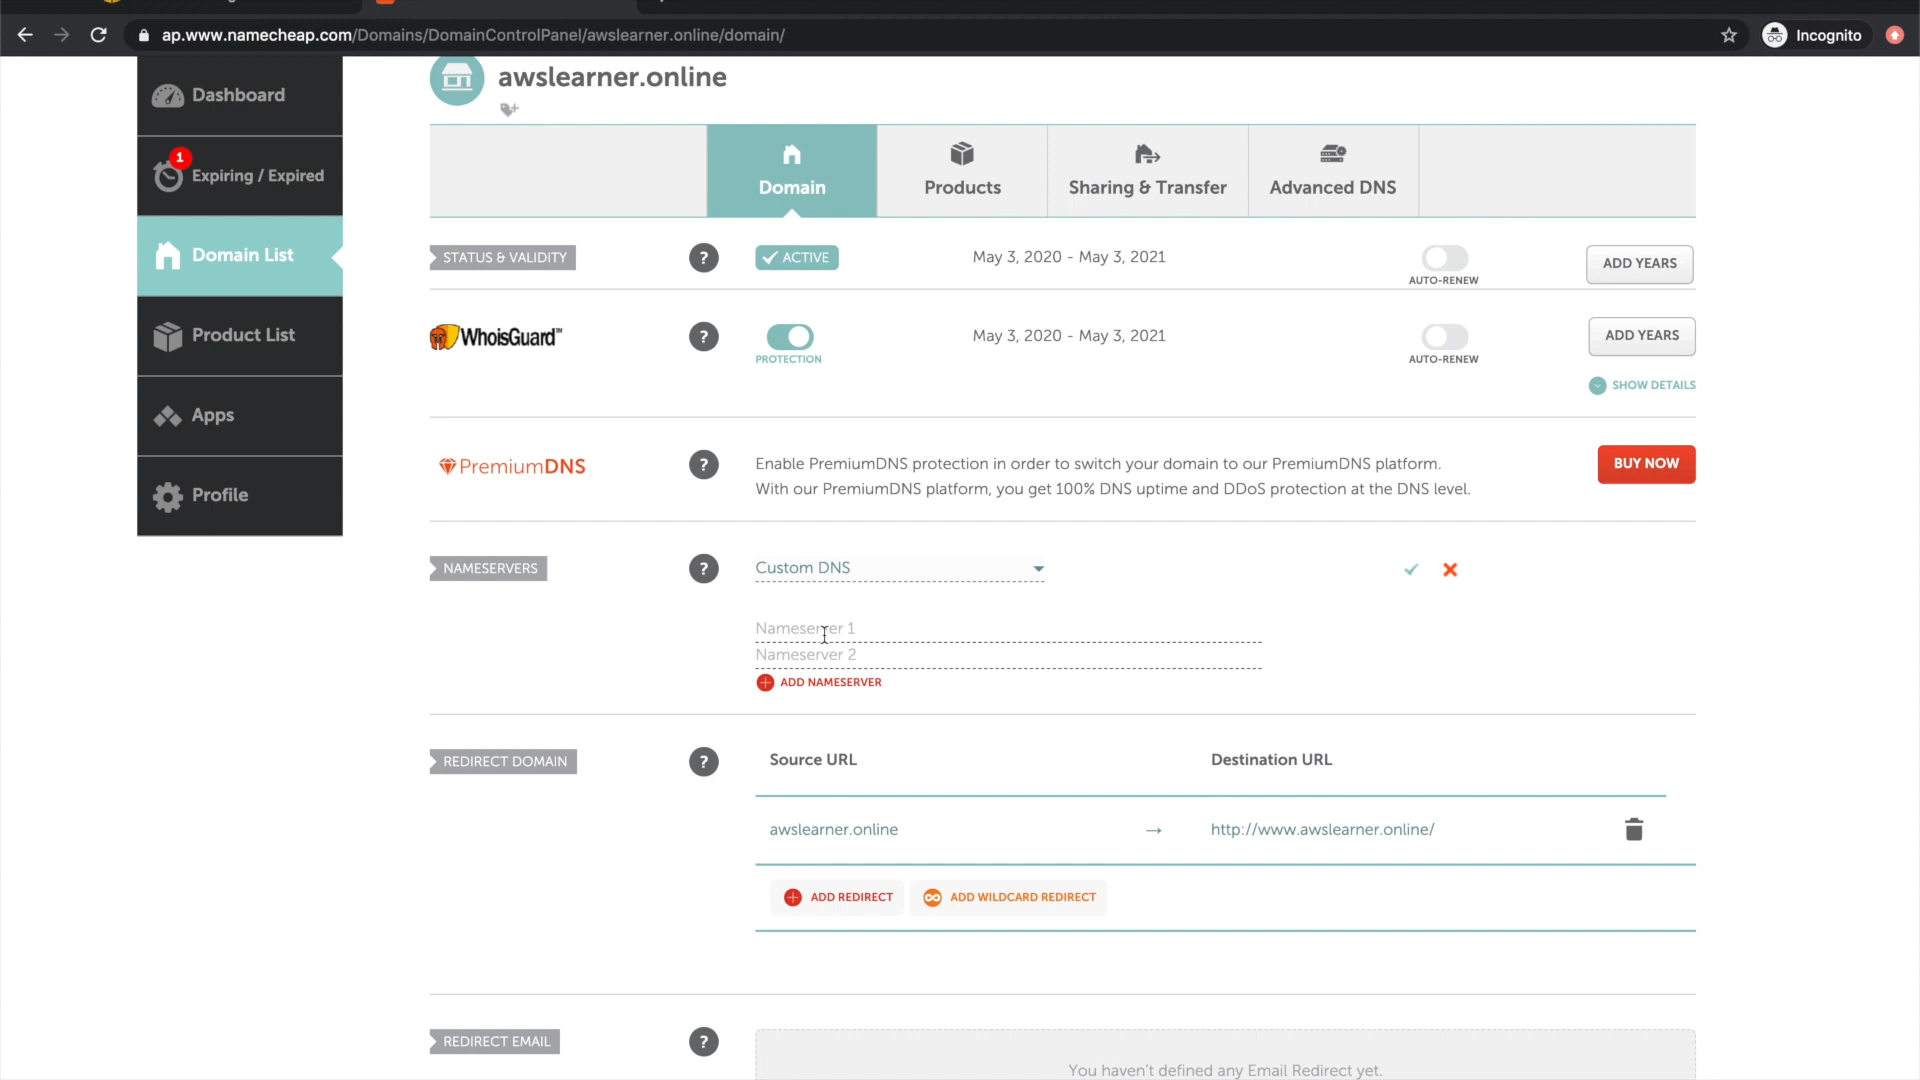 ap.www.namecheap.com/Domains/DomainControlPanel/awslearner.online/domain/
Incognito
awslearner.online
Dashboard
1
Expiring / Expired
Domain List
Product List
Apps
Profile
Domain
Products
Sharing & Transfer
Advanced DNS
STATUS & VALIDITY
?
ACTIVE
May 3, 2020 - May 3, 2021
AUTO-RENEW
ADD YEARS
WhoisGuard™
?
PROTECTION
May 3, 2020 - May 3, 2021
AUTO-RENEW
ADD YEARS
SHOW DETAILS
PremiumDNS
?
Enable PremiumDNS protection in order to switch your domain to our PremiumDNS platform.
With our PremiumDNS platform, you get 100% DNS uptime and DDoS protection at the DNS level.
BUY NOW
NAMESERVERS
?
Custom DNS
Nameserver 1
Nameserver 2
ADD NAMESERVER
REDIRECT DOMAIN
?
Source URL
Destination URL
awslearner.online
→
http://www.awslearner.online/
ADD REDIRECT
ADD WILDCARD REDIRECT
REDIRECT EMAIL
?
You haven't defined any Email Redirect yet.